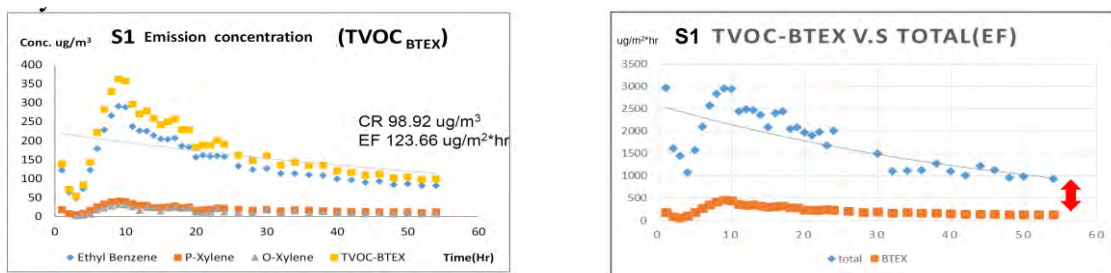 Conc. ug/m³ S1 Emission concentration (TVOC BTEX)
400
350
300
250
200
150
100
50
0
CR 98.92 ug/m³
EF 123.66 ug/m²*hr
0 10 20 30 40 50 60
Ethyl Benzene P-Xylene O-Xylene TVOC-BTEX Time(Hr)
ug/m²*hr S1 TVOC-BTEX V.S TOTAL(EF)
3500
3000
2500
2000
1500
1000
500
0
0 10 20 30 40 50 60
total BTEX